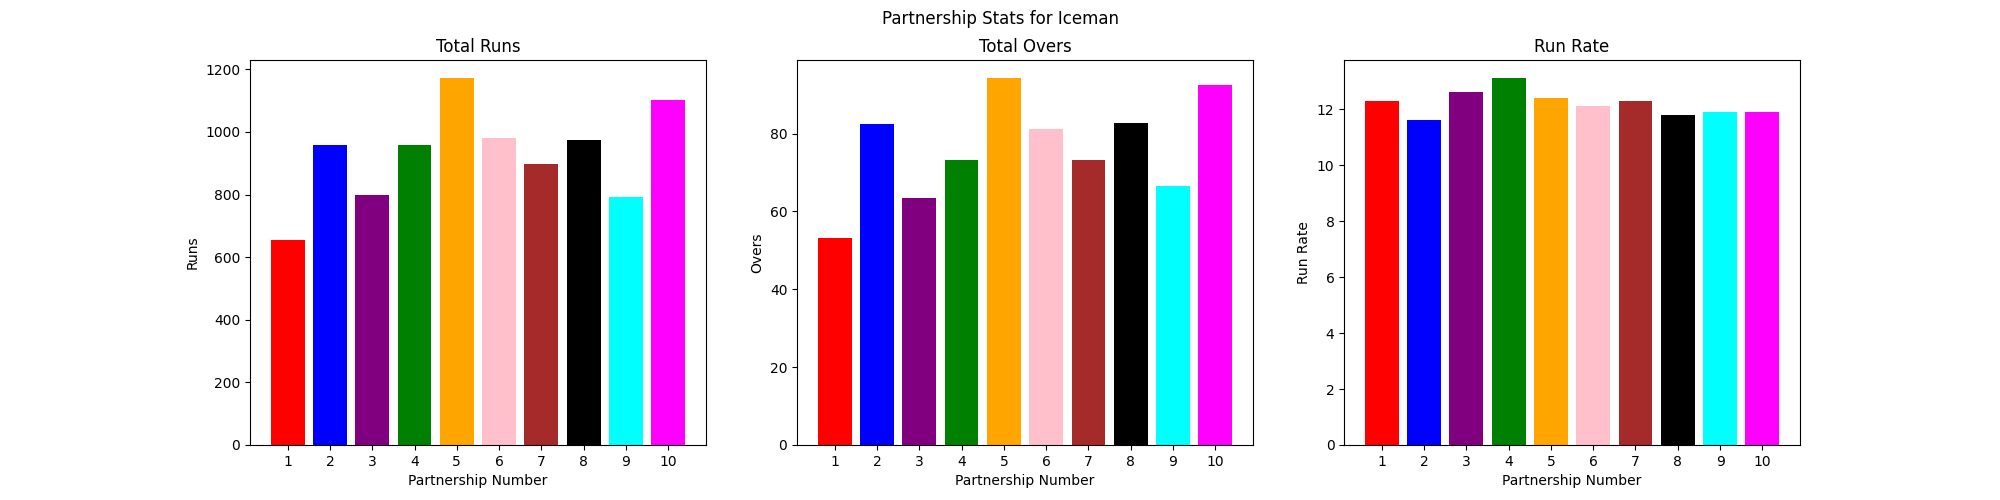 Partnership Stats for Iceman
Total Runs
1200
1000
800
600
400
200
0
Runs
1 2 3 4 5 6 7 8 9 10
Partnership Number
Total Overs
80
60
40
20
0
Overs
1 2 3 4 5 6 7 8 9 10
Partnership Number
Run Rate
12
10
8
6
4
2
0
Run Rate
1 2 3 4 5 6 7 8 9 10
Partnership Number